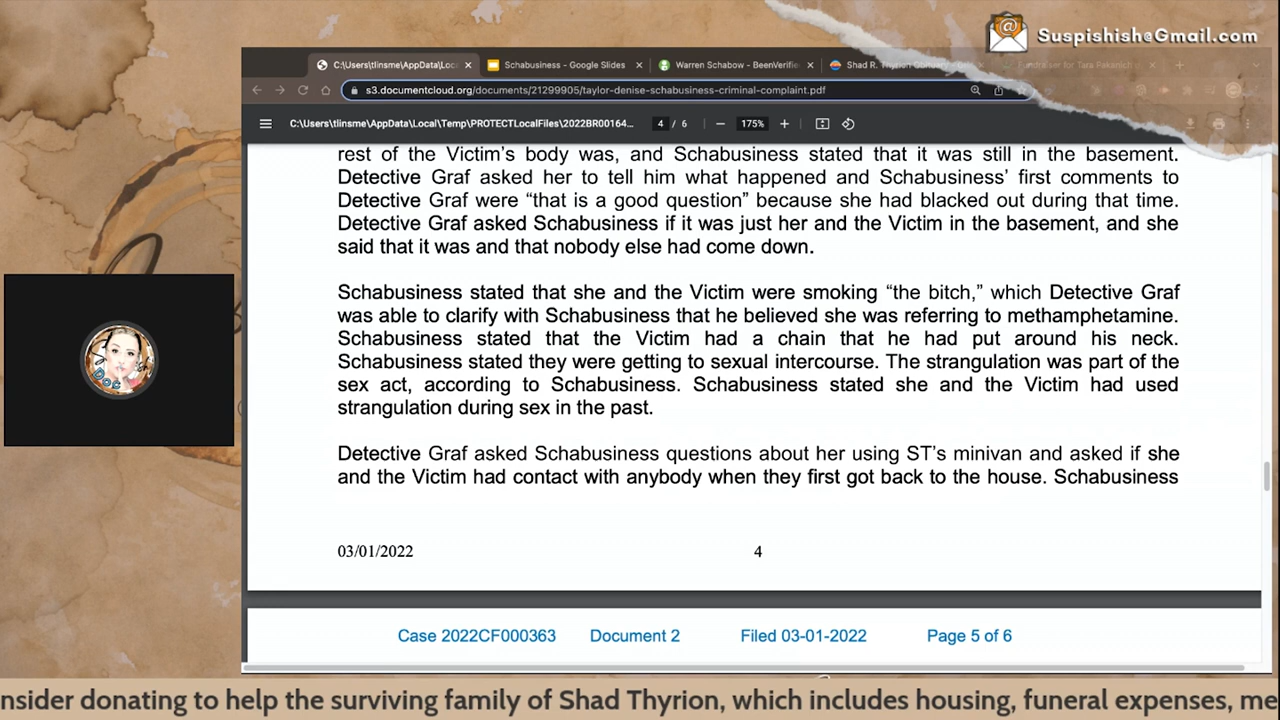 Suspishish@Gmail.com
C:\Users\tlinsme\AppData\Loc
Schabusiness - Google Slides
Warren Schabow - BeenVerifie
Shad R. Thyrion Obituary
Fundraiser for Tara Pakanich
s3.documentcloud.org/documents/21299905/taylor-denise-schabusiness-criminal-complaint.pdf
C:\Users\tlinsme\AppData\Local\Temp\PROTECTLocalFiles\2022BR00164...
4 / 6
175%
rest of the Victim's body was, and Schabusiness stated that it was still in the basement.
Detective Graf asked her to tell him what happened and Schabusiness' first comments to
Detective Graf were “that is a good question” because she had blacked out during that time.
Detective Graf asked Schabusiness if it was just her and the Victim in the basement, and she
said that it was and that nobody else had come down.
Schabusiness stated that she and the Victim were smoking “the bitch,” which Detective Graf
was able to clarify with Schabusiness that he believed she was referring to methamphetamine.
Schabusiness stated that the Victim had a chain that he had put around his neck.
Schabusiness stated they were getting to sexual intercourse. The strangulation was part of the
sex act, according to Schabusiness. Schabusiness stated she and the Victim had used
strangulation during sex in the past.
Detective Graf asked Schabusiness questions about her using ST's minivan and asked if she
and the Victim had contact with anybody when they first got back to the house. Schabusiness
03/01/2022
4
Case 2022CF000363
Document 2
Filed 03-01-2022
Page 5 of 6
nsider donating to help the surviving family of Shad Thyrion, which includes housing, funeral expenses, me